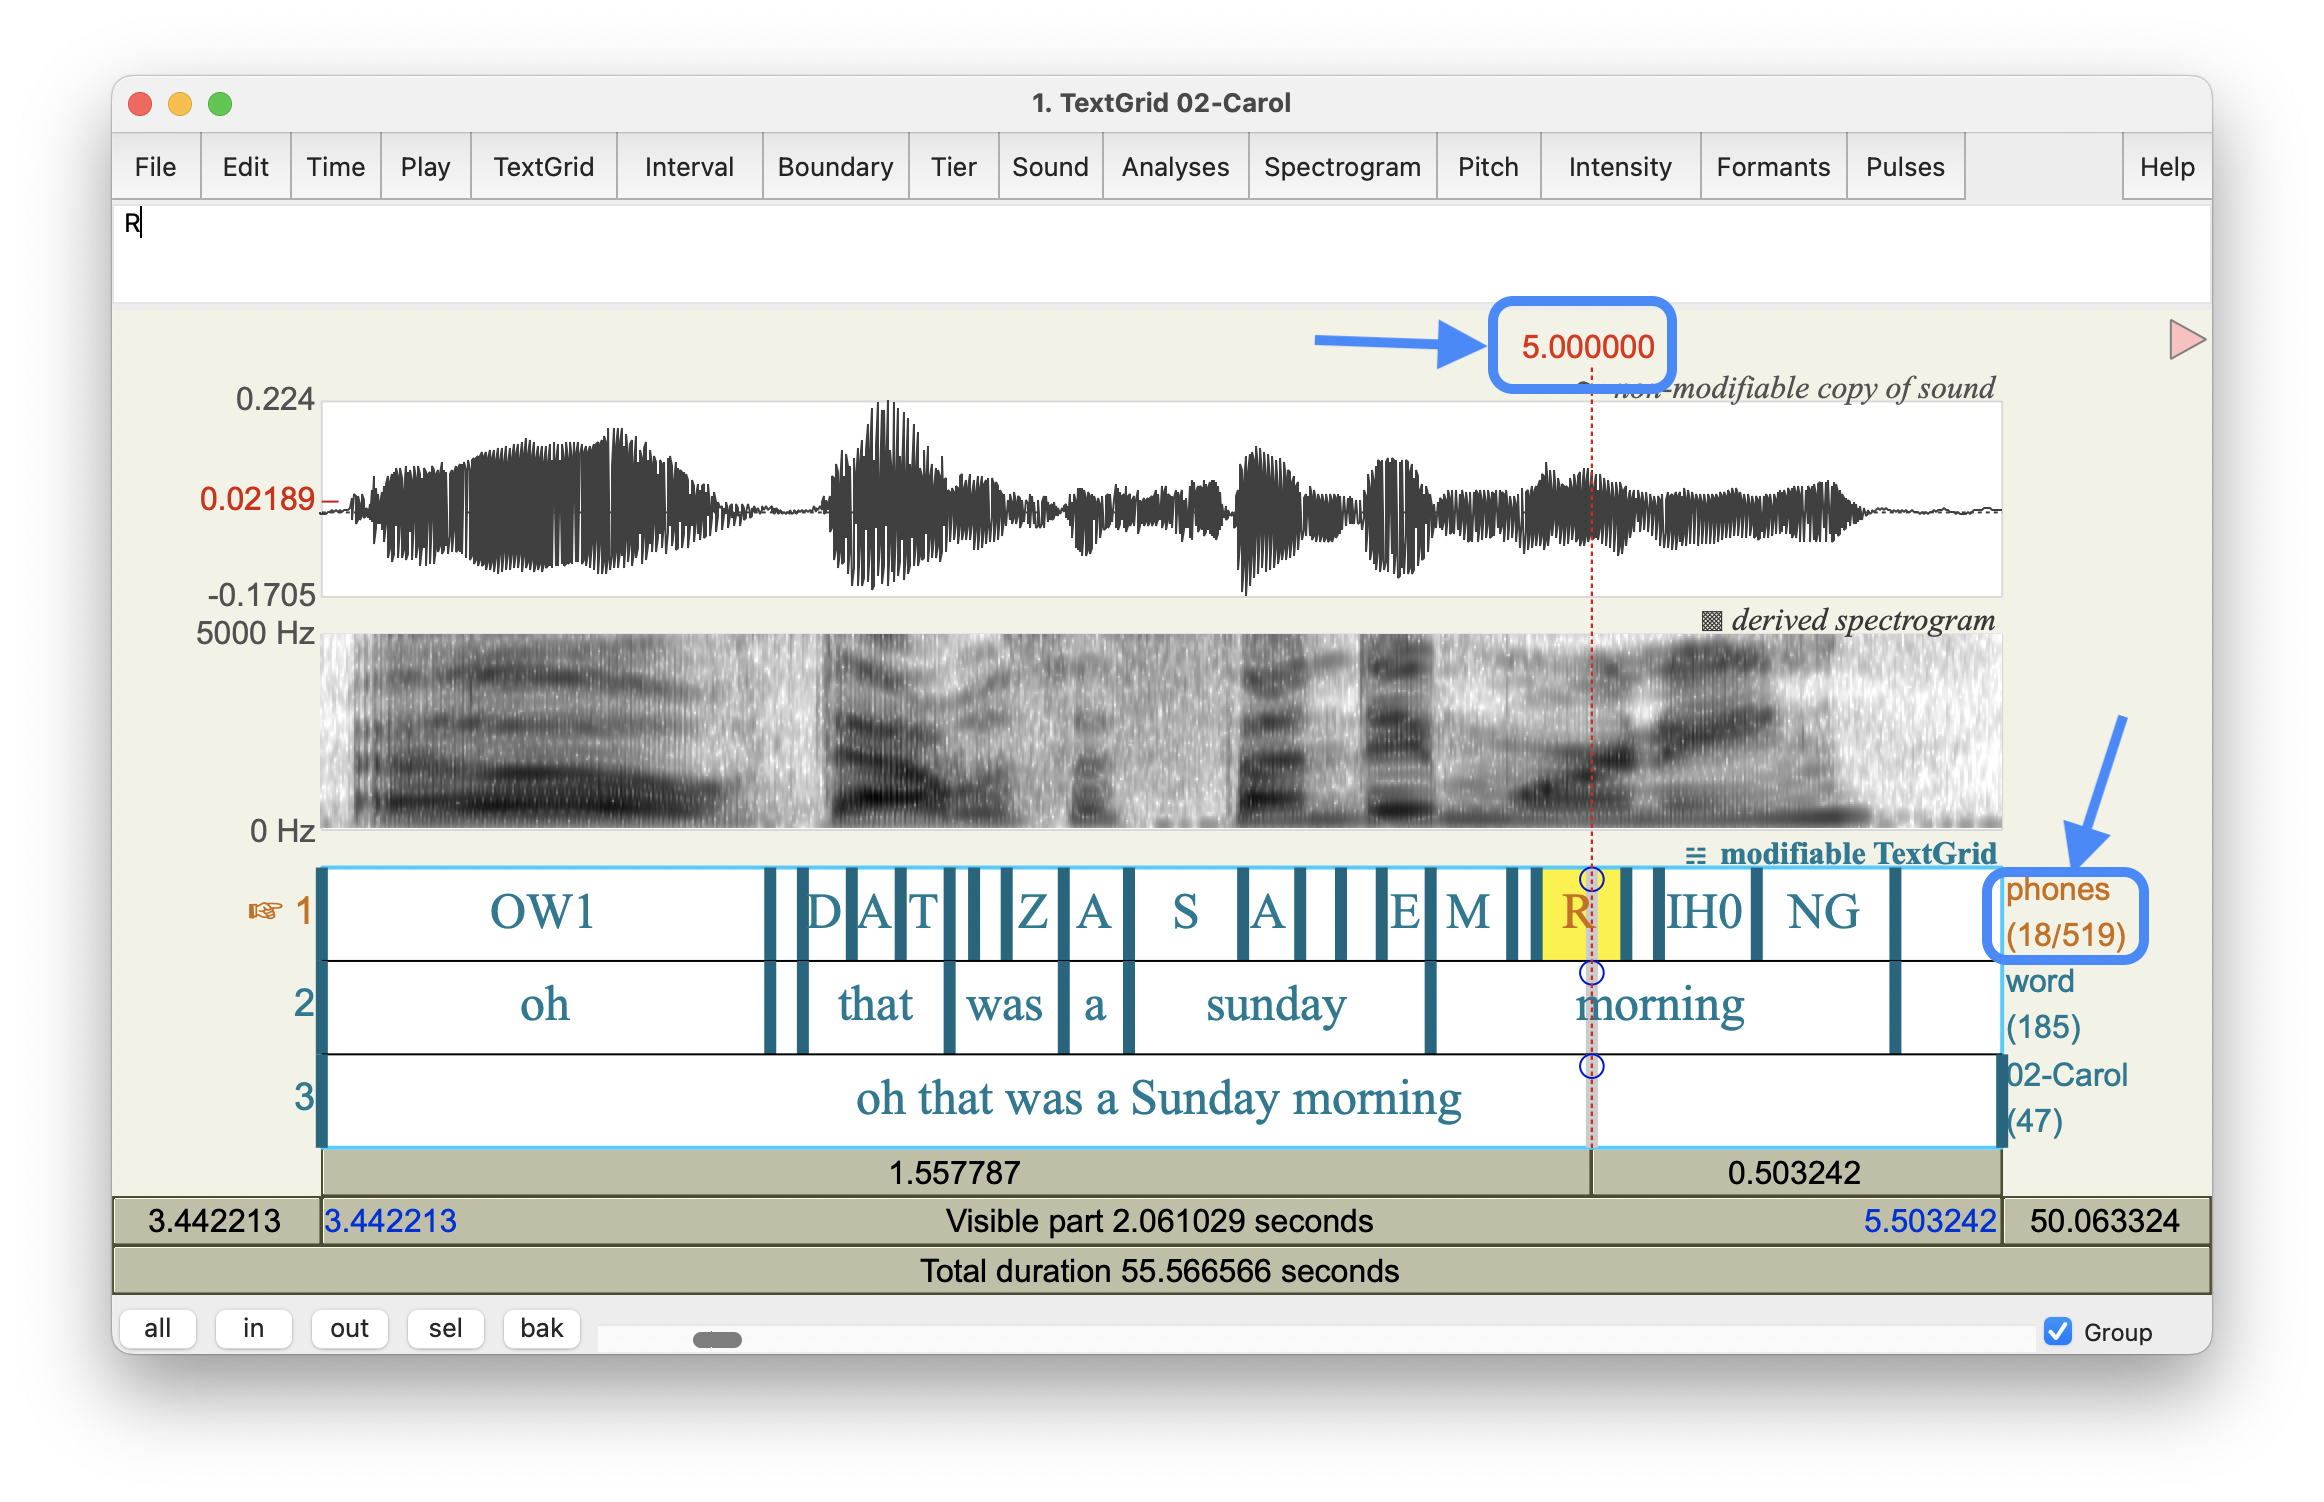 1. TextGrid 02-Carol
File Edit Time Play TextGrid Interval Boundary Tier Sound Analyses Spectrogram Pitch Intensity Formants Pulses Help
R
5.000000
non-modifiable copy of sound
0.224
0.02189
-0.1705
derived spectrogram
5000 Hz
0 Hz
modifiable TextGrid
1 OW1 D A T Z A S A E M R IH0 NG phones
(18/519)
2 oh that was a sunday morning word
(185)
3 oh that was a Sunday morning 02-Carol
(47)
1.557787 0.503242
3.442213 3.442213 Visible part 2.061029 seconds 5.503242 50.063324
Total duration 55.566566 seconds
all in out sel bak Group